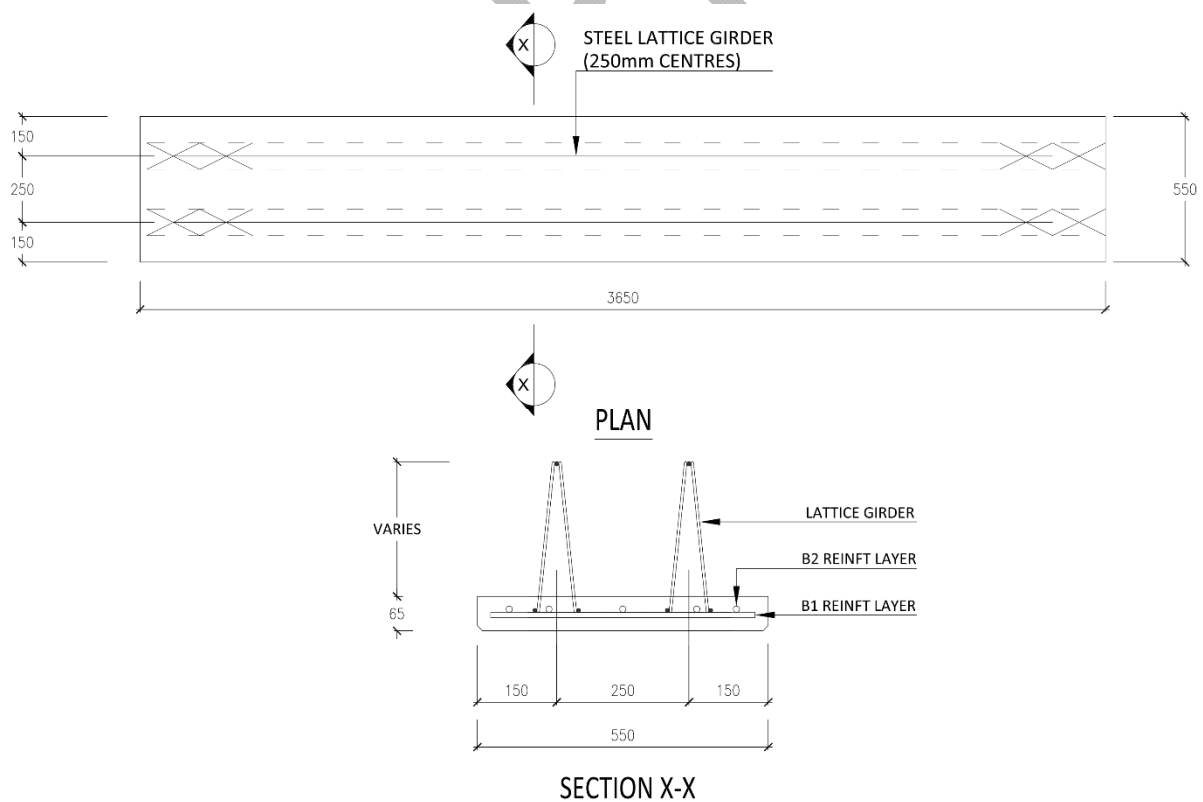 X
STEEL LATTICE GIRDER
(250mm CENTRES)
150
250
150
550
3650
X
PLAN
VARIES
65
LATTICE GIRDER
B2 REINFT LAYER
B1 REINFT LAYER
150
250
150
550
SECTION X-X